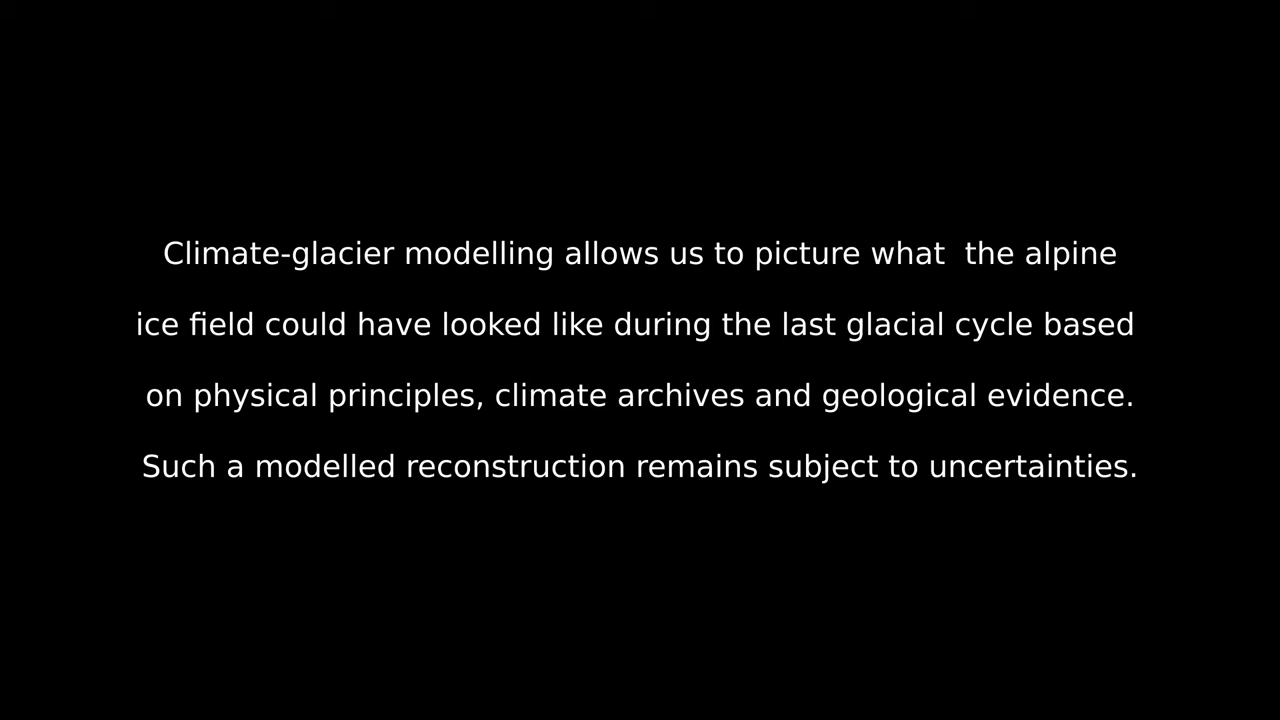 Climate-glacier modelling allows us to picture what  the alpine
ice field could have looked like during the last glacial cycle based
on physical principles, climate archives and geological evidence.
Such a modelled reconstruction remains subject to uncertainties.